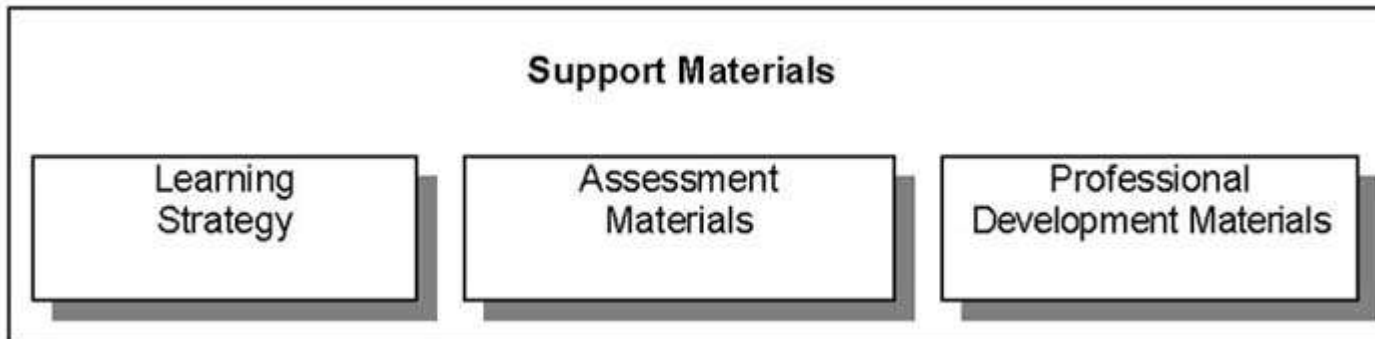 Support Materials
Learning
Strategy
Assessment
Materials
Professional
Development Materials